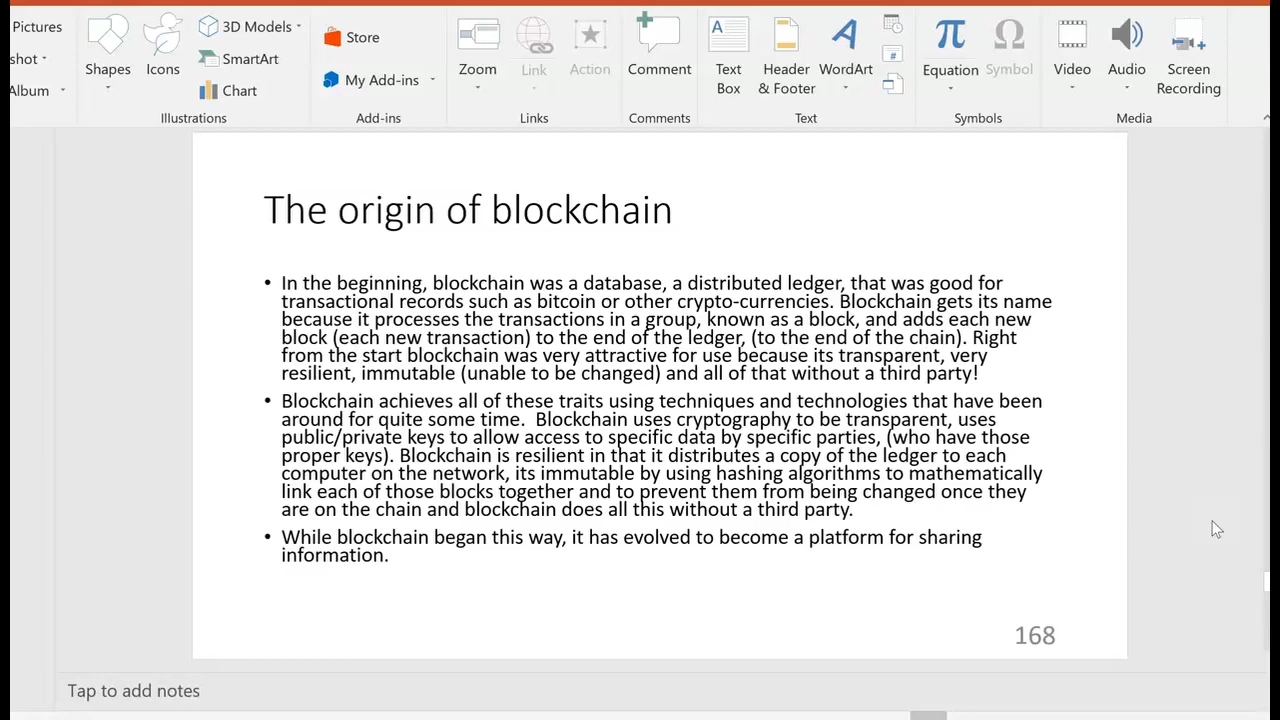 Pictures
3D Models
Store
shot
Shapes
Icons
SmartArt
My Add-ins
Zoom
Link
Action
Comment
Text
Box
Header
& Footer
WordArt
#
π
Equation
Ω
Symbol
Video
Audio
Screen
Recording
Album
Chart
Illustrations
Add-ins
Links
Comments
Text
Symbols
Media
The origin of blockchain
• In the beginning, blockchain was a database, a distributed ledger, that was good for
transactional records such as bitcoin or other crypto-currencies. Blockchain gets its name
because it processes the transactions in a group, known as a block, and adds each new
block (each new transaction) to the end of the ledger, (to the end of the chain). Right
from the start blockchain was very attractive for use because its transparent, very
resilient, immutable (unable to be changed) and all of that without a third party!
• Blockchain achieves all of these traits using techniques and technologies that have been
around for quite some time.  Blockchain uses cryptography to be transparent, uses
public/private keys to allow access to specific data by specific parties, (who have those
proper keys). Blockchain is resilient in that it distributes a copy of the ledger to each
computer on the network, its immutable by using hashing algorithms to mathematically
link each of those blocks together and to prevent them from being changed once they
are on the chain and blockchain does all this without a third party.
• While blockchain began this way, it has evolved to become a platform for sharing
information.
168
Tap to add notes